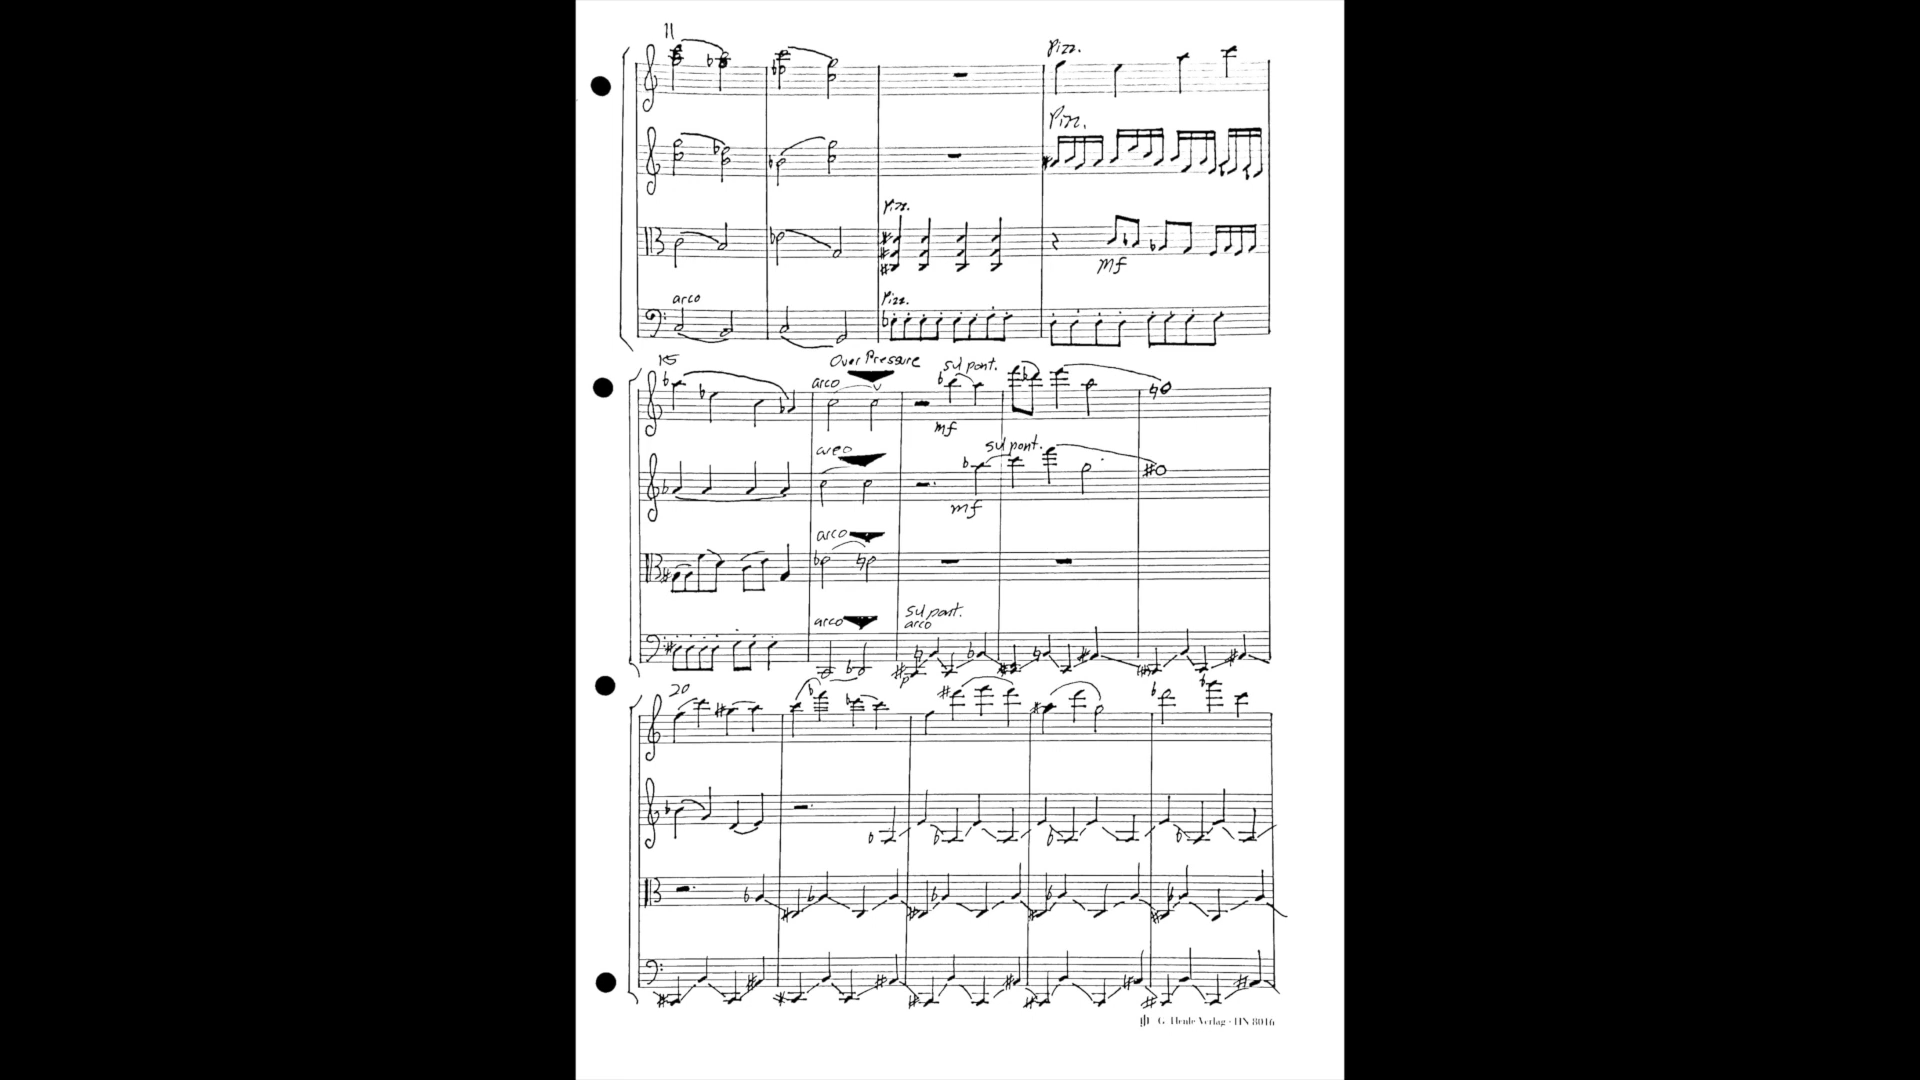 11
Pizz.
Pizz.
Pizz.
mf
arco
Pizz.
15
Over Pressure
arco
sul pont.
mf
arco
sul pont.
mf
arco
arco
sul pont.
arco
p
20
G. Henle Verlag · HN 8016